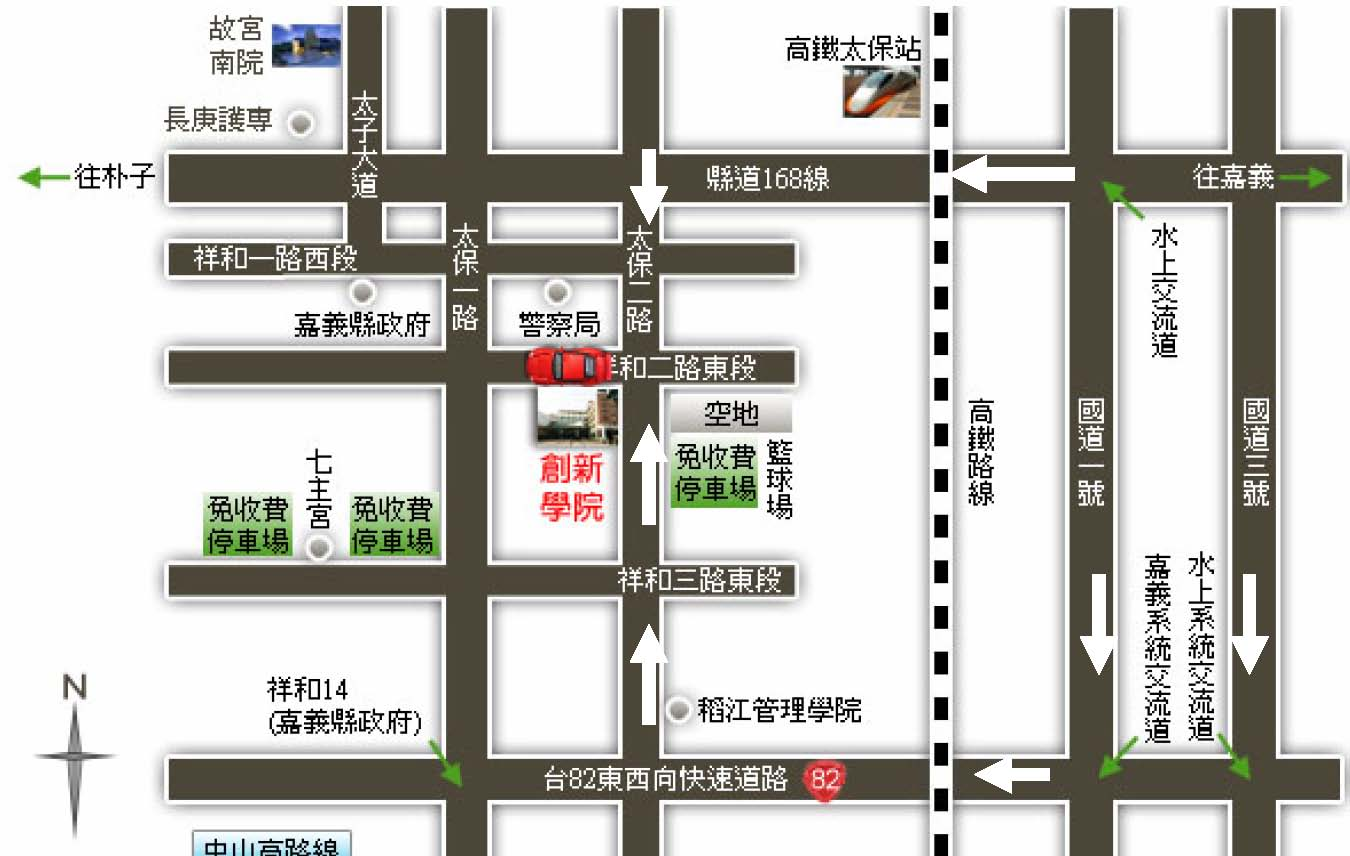 故宮
南院
高鐵太保站
長庚護專
太子大道
往朴子
縣道168線
往嘉義
水上交流道
祥和一路西段
太保一路
太保二路
嘉義縣政府
警察局
和二路東段
空地
免收費
停車場
籃球場
高鐵路線
國道一號
國道三號
創新
學院
七主宮
免收費
停車場
免收費
停車場
祥和三路東段
嘉義系統交流道
水上系統交流道
N
祥和14
(嘉義縣政府)
稻江管理學院
台82東西向快速道路
82
中山高路線